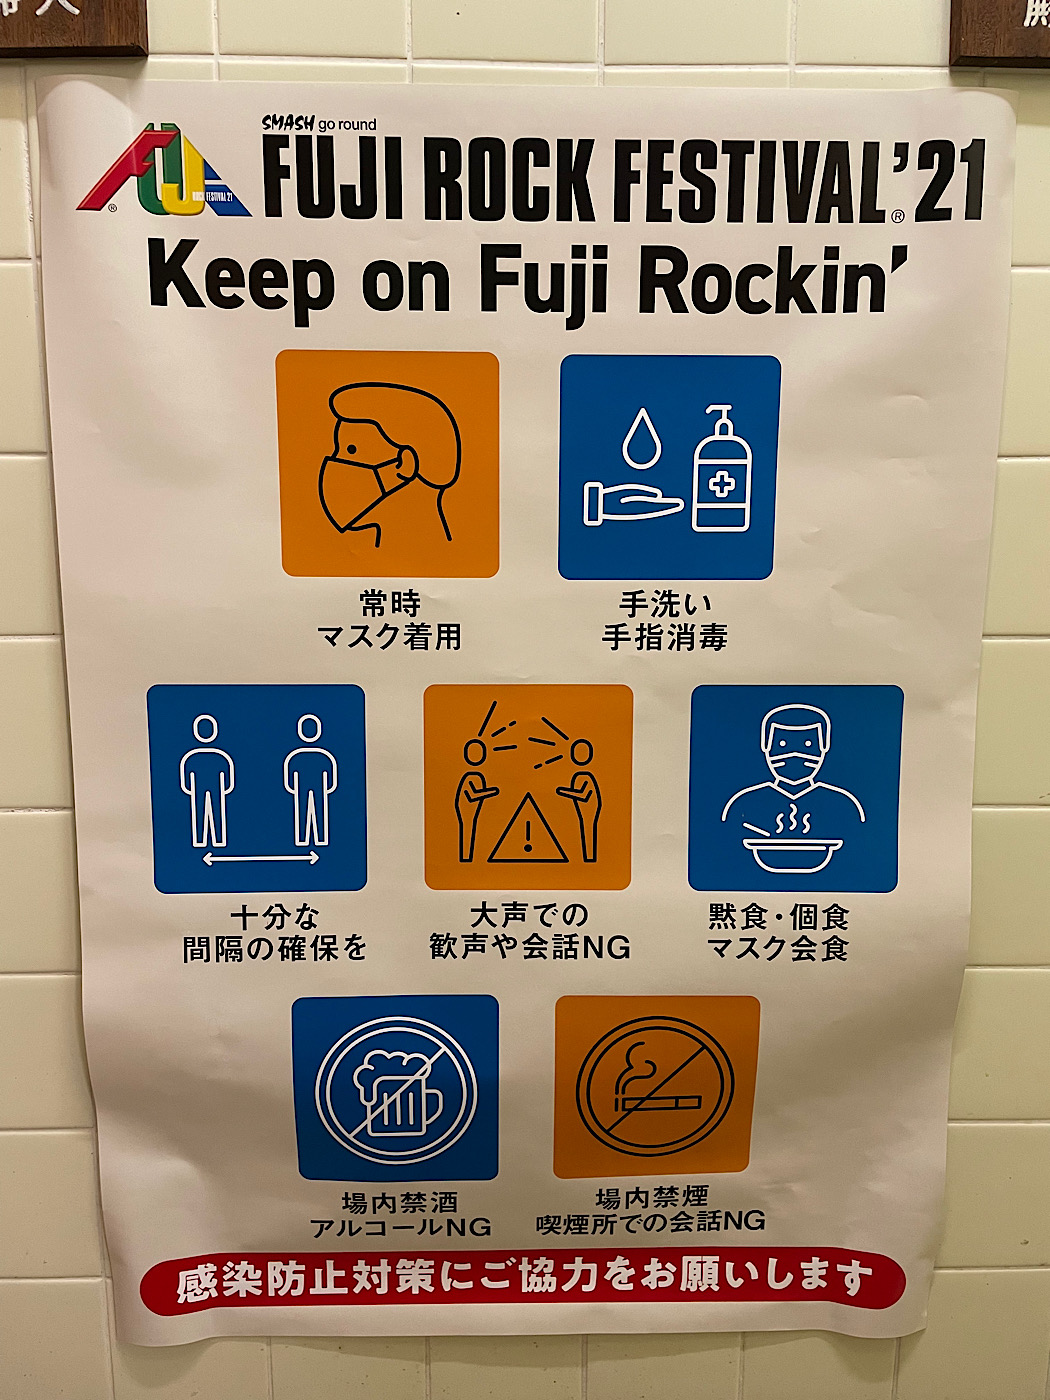 婦人
SMASH go round
FUJI ROCK FESTIVAL'21
ROCK FESTIVAL 21
Keep on Fuji Rockin'
常時
マスク着用
手洗い
手指消毒
十分な
間隔の確保を
大声での
歓声や会話NG
黙食・個食
マスク会食
場内禁酒
アルコールNG
場内禁煙
喫煙所での会話NG
感染防止対策にご協力をお願いします